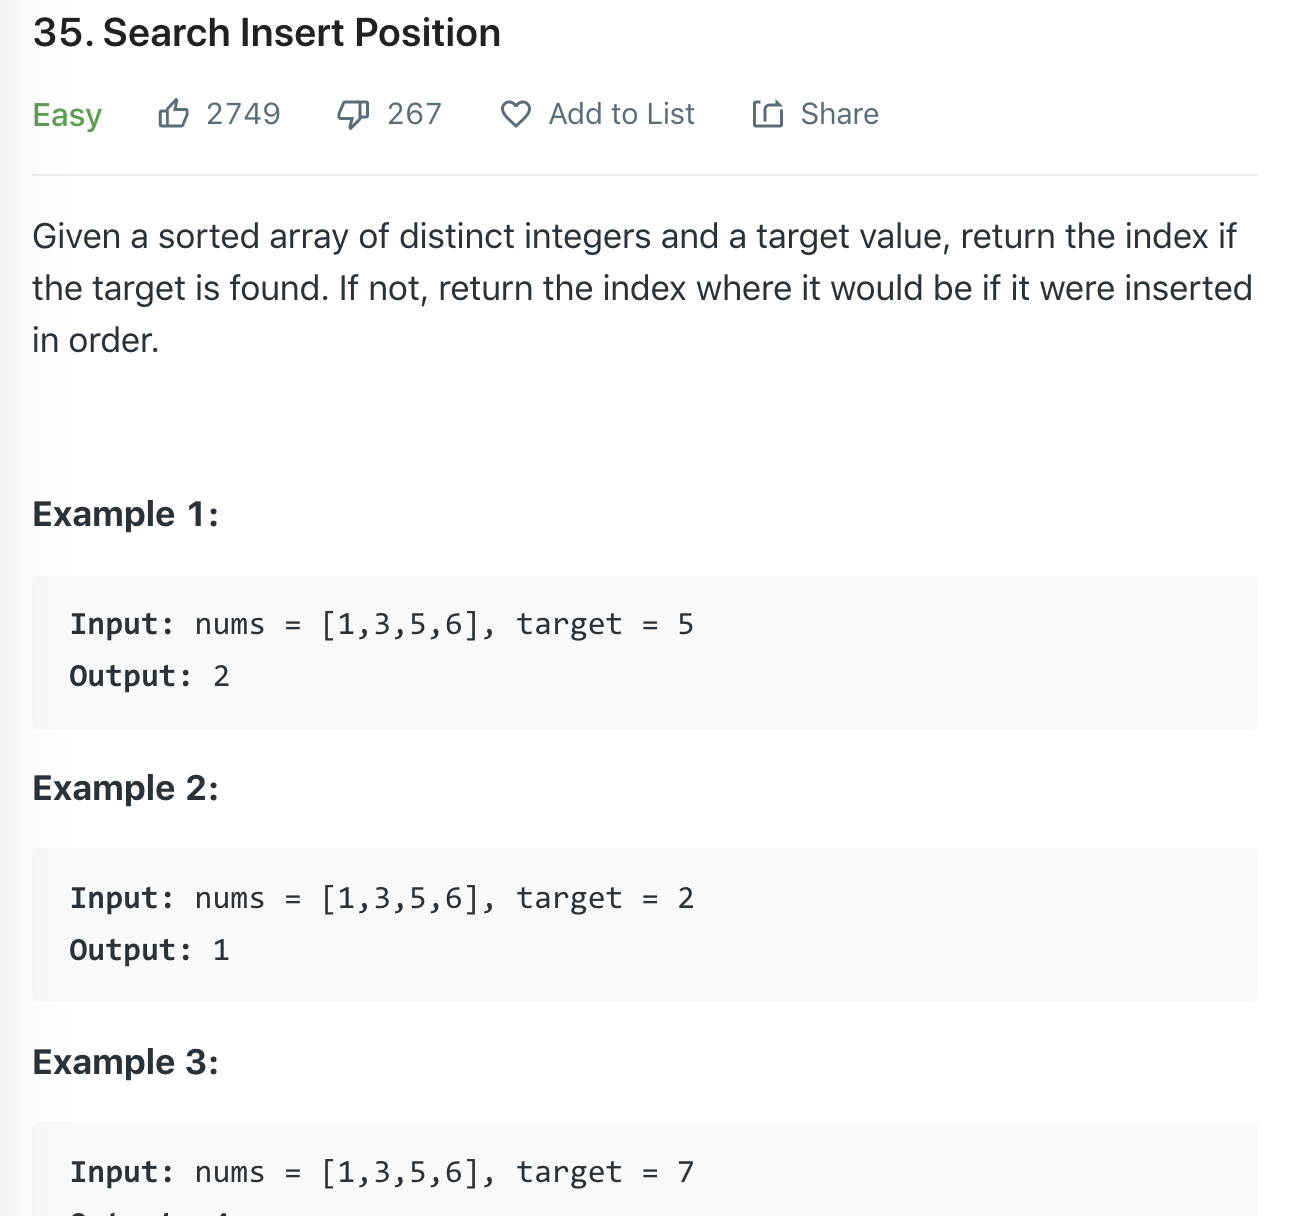 35. Search Insert Position
Easy 2749 267 Add to List Share
Given a sorted array of distinct integers and a target value, return the index if
the target is found. If not, return the index where it would be if it were inserted
in order.
Example 1:
Input: nums = [1,3,5,6], target = 5
Output: 2
Example 2:
Input: nums = [1,3,5,6], target = 2
Output: 1
Example 3:
Input: nums = [1,3,5,6], target = 7